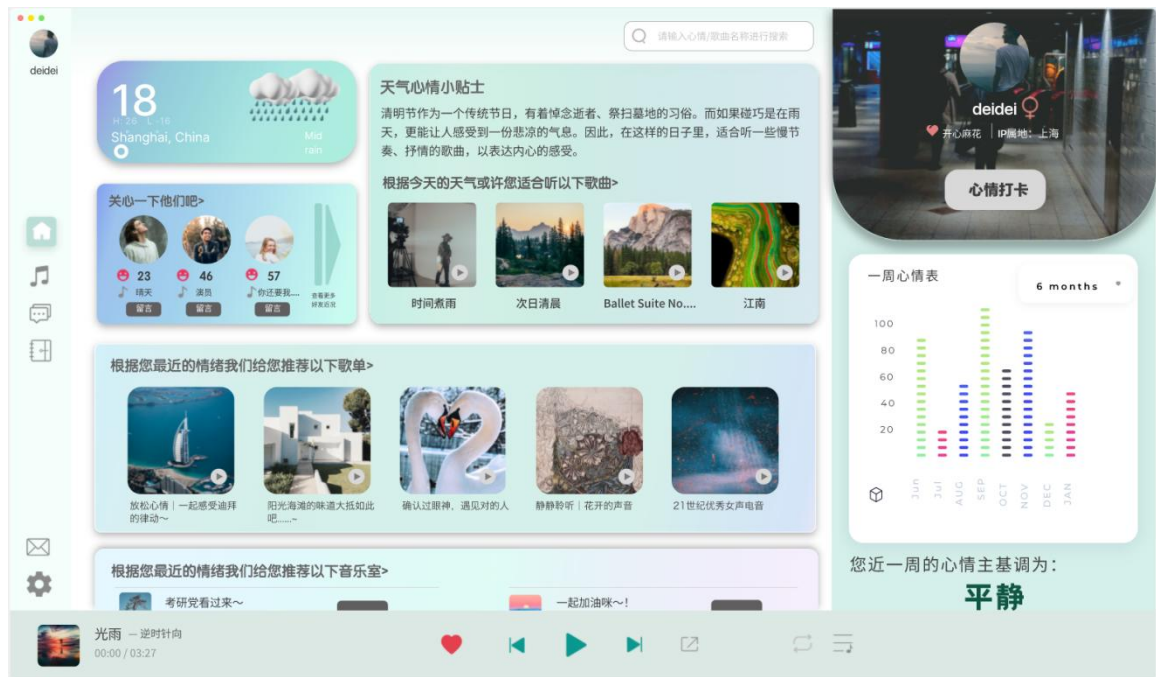 deidei
请输入心情/歌曲名称进行搜索
18
H: 26 L:-16
Shanghai, China
Mid
rain
天气心情小贴士
清明节作为一个传统节日，有着悼念逝者、祭扫墓地的习俗。而如果碰巧是在雨
天，更能让人感受到一份悲凉的气息。因此，在这样的日子里，适合听一些慢节
奏、抒情的歌曲，以表达内心的感受。
根据今天的天气或许您适合听以下歌曲>
时间煮雨
次日清晨
Ballet Suite No....
江南
关心一下他们吧>
23
46
57
晴天
演员
你还要我....
留言
留言
留言
查看更多
好友近况
根据您最近的情绪我们给您推荐以下歌单>
放松心情｜一起感受迪拜
的律动～
阳光海滩的味道大抵如此
吧......~
确认过眼神，遇见对的人
静静聆听｜花开的声音
21世纪优秀女声电音
根据您最近的情绪我们给您推荐以下音乐室>
考研党看过来～
一起加油咪～!
deidei
开心麻花 IP属地：上海
心情打卡
一周心情表
6 months
100
80
60
40
20
Jun
Jul
AUG
SEP
OCT
NOV
DEC
JAN
您近一周的心情主基调为：
平静
光雨 — 逆时针向
00:00 / 03:27